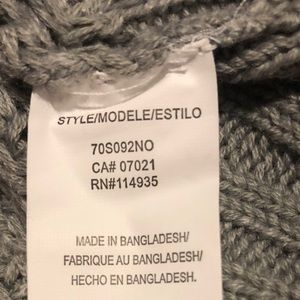 STYLE/MODELE/ESTILO
70S092NO
CA# 07021
RN#114935
MADE IN BANGLADESH/
FABRIQUE AU BANGLADESH/
HECHO EN BANGLADESH.